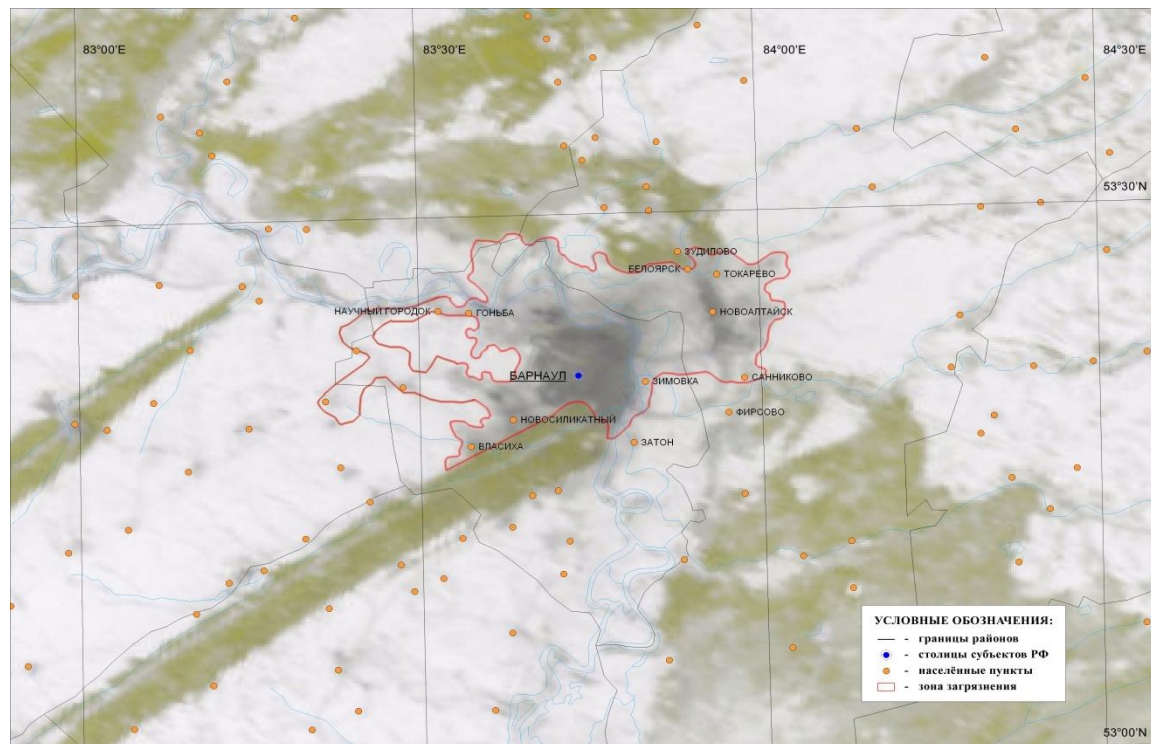 83°00'E
83°30'E
84°00'E
84°30'E
53°30'N
ЗУДИЛОВО
БЕЛОЯРСК
ТОКАРЕВО
НАУЧНЫЙ ГОРОДОК
ГОНЬБА
НОВОАЛТАЙСК
БАРНАУЛ
ЗИМОВКА
САННИКОВО
НОВОСИЛИКАТНЫЙ
ФИРСОВО
ВЛАСИХА
ЗАТОН
УСЛОВНЫЕ ОБОЗНАЧЕНИЯ:
- границы районов
- столицы субъектов РФ
- населённые пункты
- зона загрязнения
53°00'N